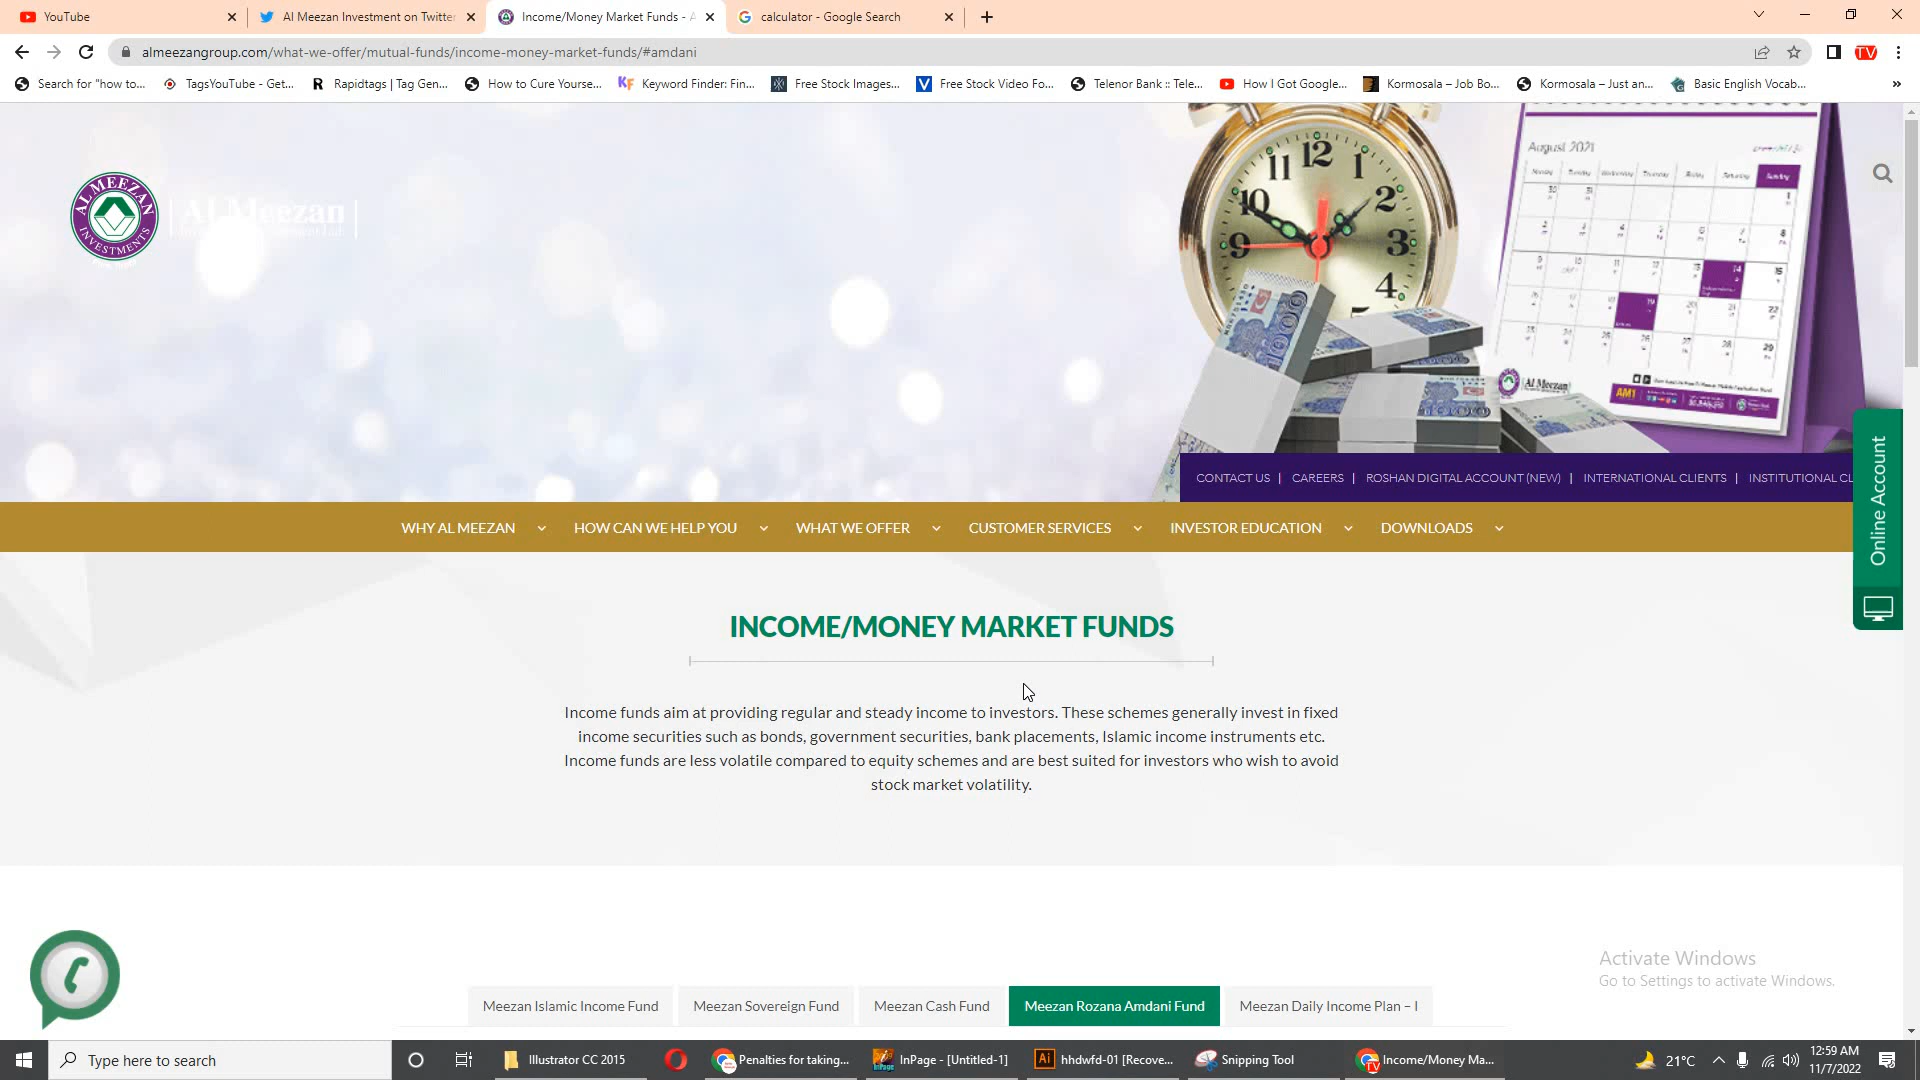 YouTube
Al Meezan Investment on Twitter
Income/Money Market Funds - A
calculator - Google Search
almeezangroup.com/what-we-offer/mutual-funds/income-money-market-funds/#amdani
Search for "how to...
TagsYouTube - Get...
Rapidtags | Tag Gen...
How to Cure Yourse...
Keyword Finder: Fin...
Free Stock Images...
Free Stock Video Fo...
Telenor Bank :: Tele...
How I Got Google...
Kormosala – Job Bo...
Kormosala – Just an...
Basic English Vocab...
»
August 2021
AL MEEZAN INVESTMENTS
Al Meezan
Al Meezan
CONTACT US | CAREERS | ROSHAN DIGITAL ACCOUNT (NEW) | INTERNATIONAL CLIENTS | INSTITUTIONAL CL
Online Account
WHY AL MEEZAN
HOW CAN WE HELP YOU
WHAT WE OFFER
CUSTOMER SERVICES
INVESTOR EDUCATION
DOWNLOADS
INCOME/MONEY MARKET FUNDS
Income funds aim at providing regular and steady income to investors. These schemes generally invest in fixed
income securities such as bonds, government securities, bank placements, Islamic income instruments etc.
Income funds are less volatile compared to equity schemes and are best suited for investors who wish to avoid
stock market volatility.
Activate Windows
Go to Settings to activate Windows.
Meezan Islamic Income Fund
Meezan Sovereign Fund
Meezan Cash Fund
Meezan Rozana Amdani Fund
Meezan Daily Income Plan – I
Type here to search
Illustrator CC 2015
Penalties for taking...
InPage - [Untitled-1]
hhdwfd-01 [Recove...
Snipping Tool
Income/Money Ma...
21°C
12:59 AM
11/7/2022